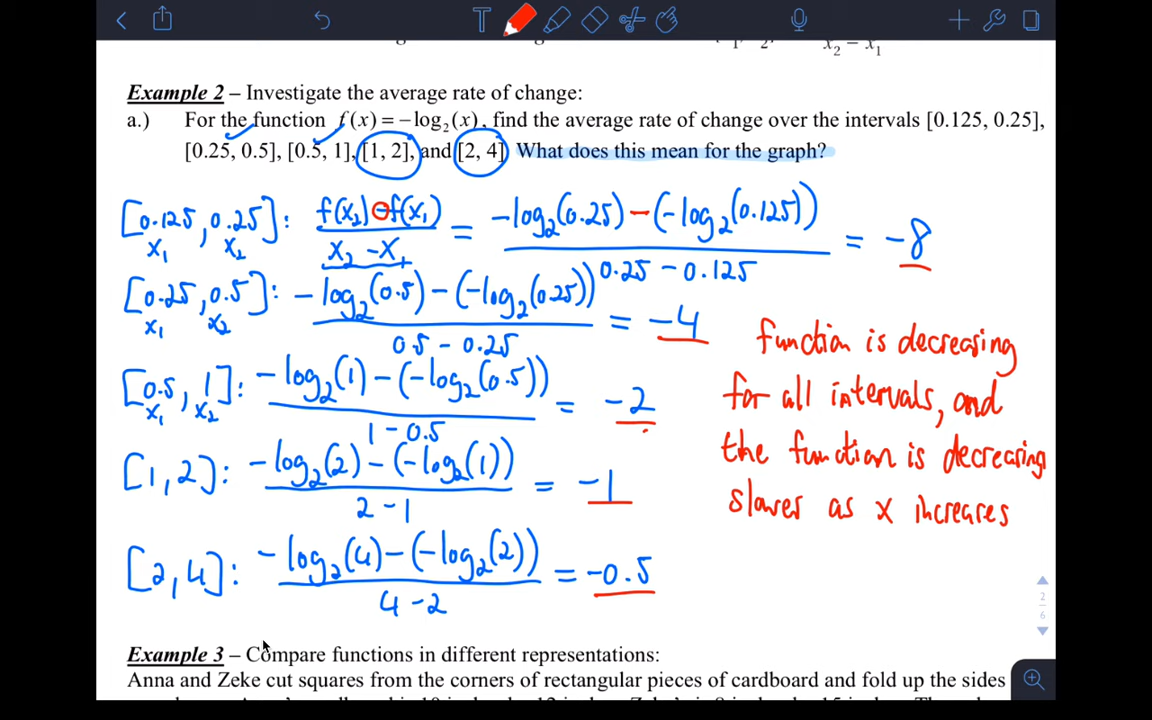 x₂ − x₁
Example 2 – Investigate the average rate of change:
a.) For the function f(x) = −log₂(x), find the average rate of change over the intervals [0.125, 0.25],
[0.25, 0.5], [0.5, 1], [1, 2], and [2, 4] What does this mean for the graph?
[0.125, 0.25]: f(x₂) − f(x₁) / x₂ − x₁ = −log₂(0.25) − (−log₂(0.125)) / 0.25 − 0.125 = −8
x₁ x₂
[0.25, 0.5]: −log₂(0.5) − (−log₂(0.25)) / 0.5 − 0.25 = −4
x₁ x₂
[0.5, 1]: −log₂(1) − (−log₂(0.5)) / 1 − 0.5 = −2
x₁ x₂
[1, 2]: −log₂(2) − (−log₂(1)) / 2 − 1 = −1
[2, 4]: −log₂(4) − (−log₂(2)) / 4 − 2 = −0.5
function is decreasing
for all intervals, and
the function is decreasing
slower as x increases
2
6
Example 3 – Compare functions in different representations:
Anna and Zeke cut squares from the corners of rectangular pieces of cardboard and fold up the sides